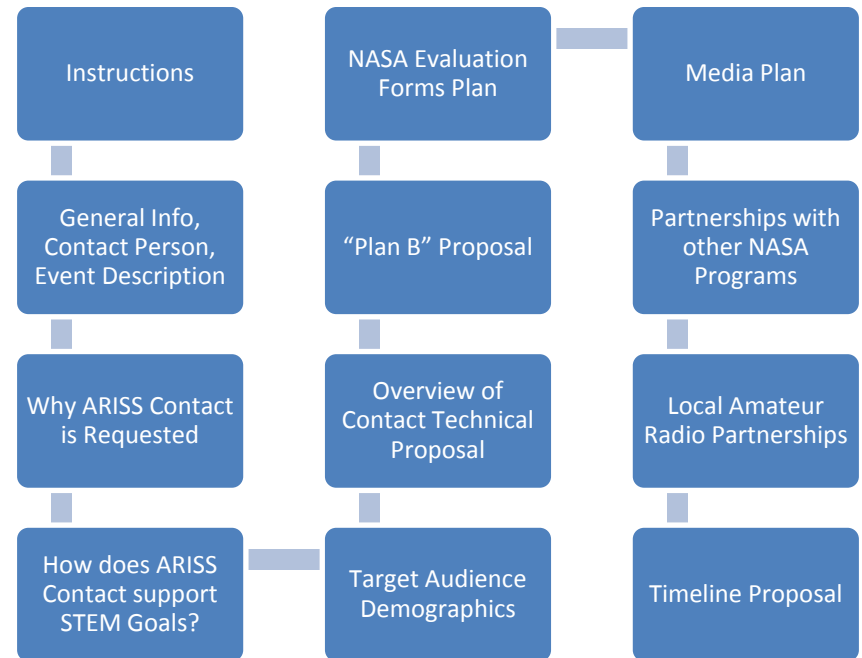 Instructions
General Info,
Contact Person,
Event Description
Why ARISS Contact
is Requested
How does ARISS
Contact support
STEM Goals?
Target Audience
Demographics
Overview of
Contact Technical
Proposal
“Plan B” Proposal
NASA Evaluation
Forms Plan
Media Plan
Partnerships with
other NASA
Programs
Local Amateur
Radio Partnerships
Timeline Proposal